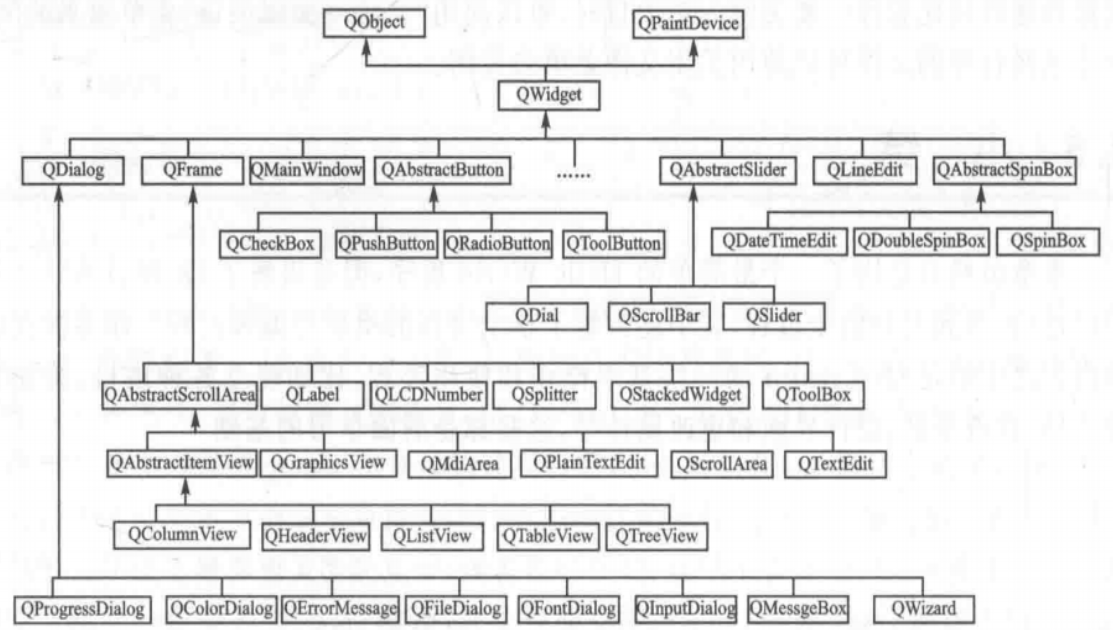 QObject
QPaintDevice
QWidget
QDialog
QFrame
QMainWindow
QAbstractButton
......
QAbstractSlider
QLineEdit
QAbstractSpinBox
QCheckBox
QPushButton
QRadioButton
QToolButton
QDateTimeEdit
QDoubleSpinBox
QSpinBox
QDial
QScrollBar
QSlider
QAbstractScrollArea
QLabel
QLCDNumber
QSplitter
QStackedWidget
QToolBox
QAbstractItemView
QGraphicsView
QMdiArea
QPlainTextEdit
QScrollArea
QTextEdit
QColumnView
QHeaderView
QListView
QTableView
QTreeView
QProgressDialog
QColorDialog
QErrorMessage
QFileDialog
QFontDialog
QInputDialog
QMessgeBox
QWizard